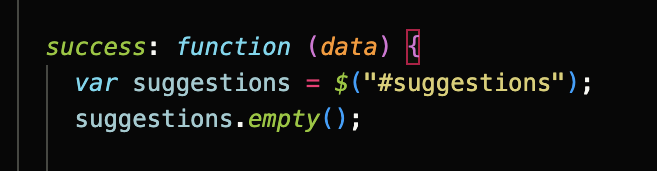 success: function (data) {
var suggestions = $("#suggestions");
suggestions.empty();